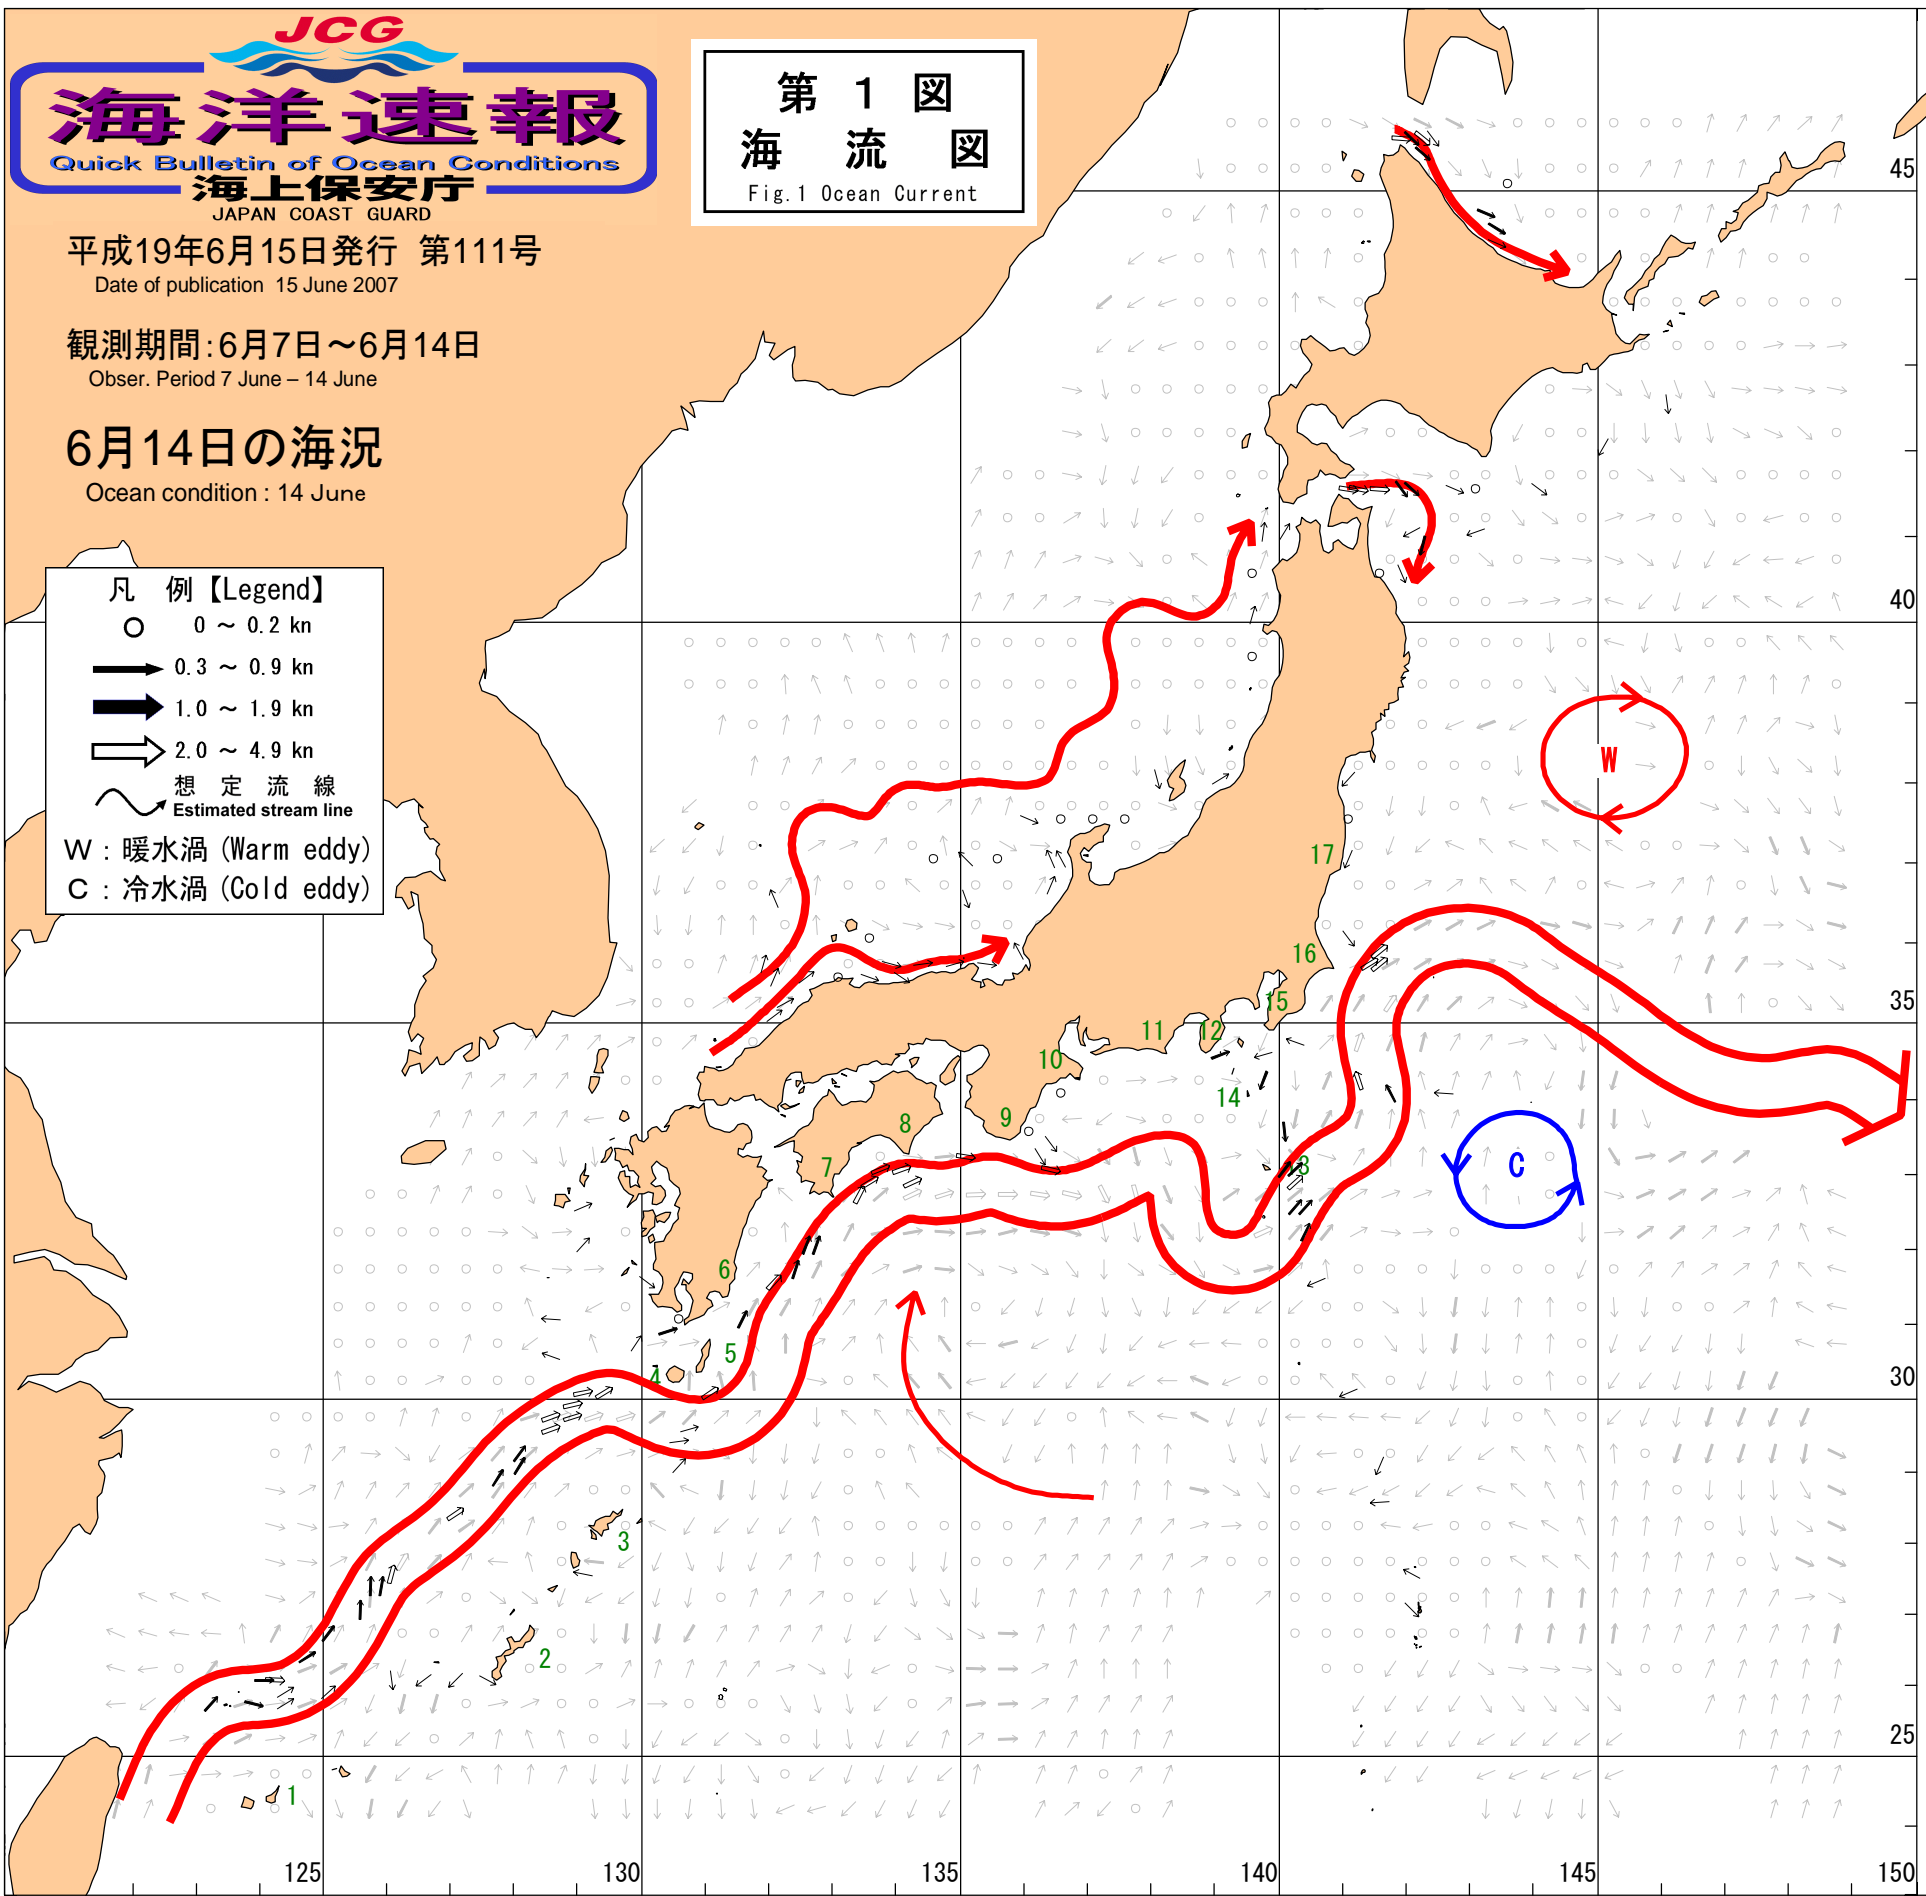 JCG
海洋速報
Quick Bulletin of Ocean Conditions
海上保安庁
JAPAN COAST GUARD
平成19年6月15日発行 第111号
Date of publication 15 June 2007
観測期間:6月7日～6月14日
Obser. Period 7 June – 14 June
6月14日の海況
Ocean condition : 14 June
第 1 図
海 流 図
Fig.1 Ocean Current
凡 例【Legend】
0 ～ 0.2 kn
0.3 ～ 0.9 kn
1.0 ～ 1.9 kn
2.0 ～ 4.9 kn
想 定 流 線
Estimated stream line
W : 暖水渦 (Warm eddy)
C : 冷水渦 (Cold eddy)
45
40
W
17
16
35
15
12
11
10
14
9
8
C
13
7
6
5
4
30
3
2
25
1
125
130
135
140
145
150